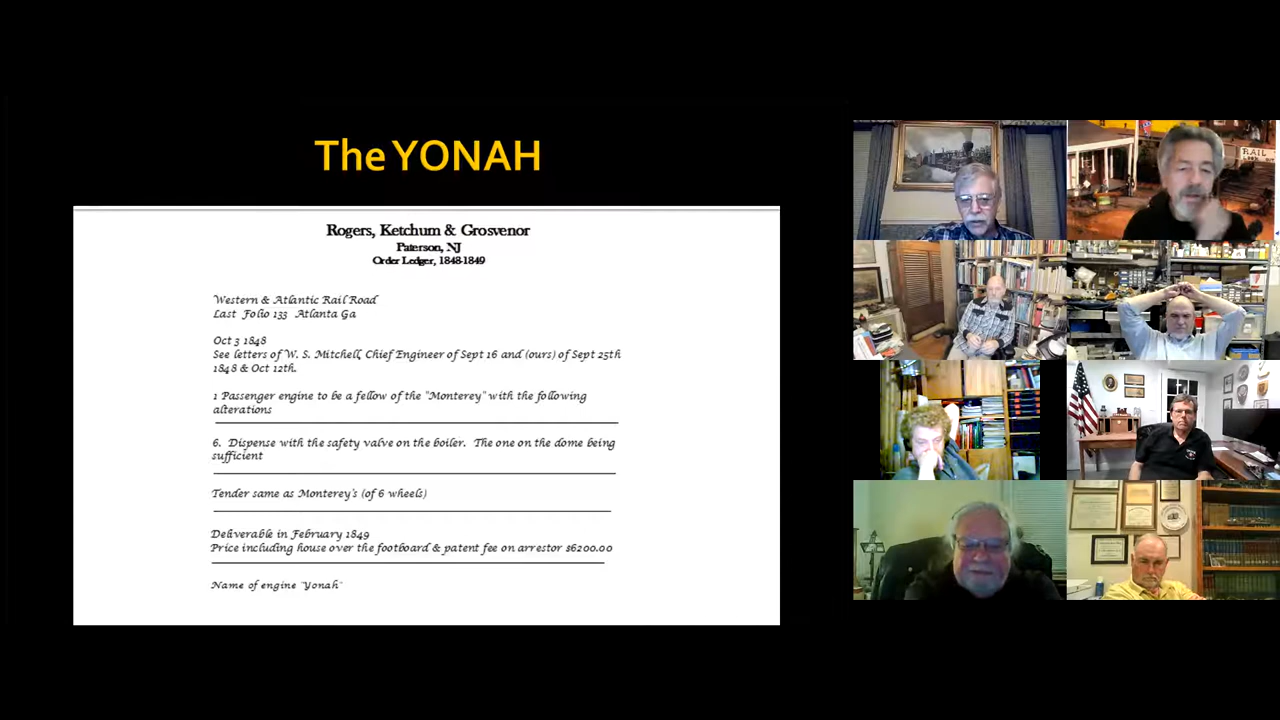 The YONAH
Rogers, Ketchum & Grosvenor
Paterson, NJ
Order Ledger, 1848-1849
Western & Atlantic Rail Road
Last Folio 133 Atlanta Ga
Oct 3 1848
See letters of W. S. Mitchell, Chief Engineer of Sept 16 and (ours) of Sept 25th
1848 & Oct 12th.
1 Passenger engine to be a fellow of the "Monterey" with the following
alterations
6. Dispense with the safety valve on the boiler. The one on the dome being
sufficient
Tender same as Monterey's (of 6 wheels)
Deliverable in February 1849
Price including house over the footboard & patent fee on arrestor $6200.00
Name of engine "Yonah"
RAIL